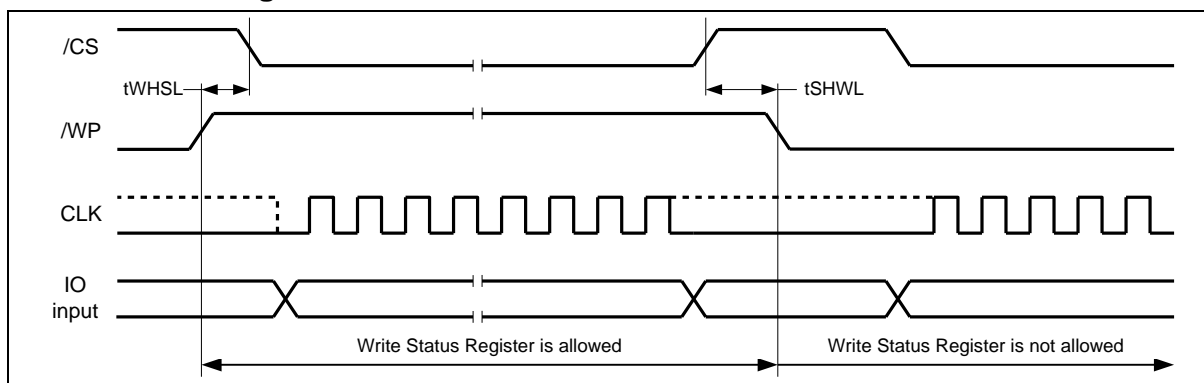 /CS
tWHSL
tSHWL
/WP
CLK
IO
input
Write Status Register is allowed
Write Status Register is not allowed